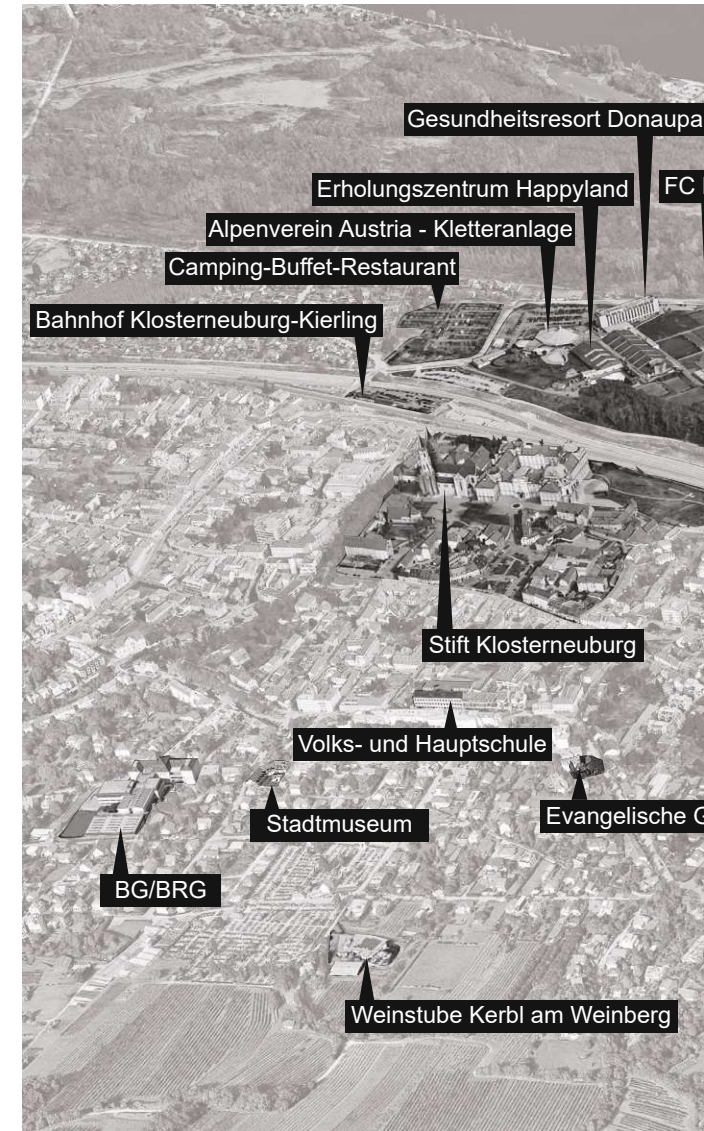 Gesundheitsresort Donaupa
Erholungszentrum Happyland
FC
Alpenverein Austria - Kletteranlage
Camping-Buffet-Restaurant
Bahnhof Klosterneuburg-Kierling
Stift Klosterneuburg
Volks- und Hauptschule
Evangelische G
Stadtmuseum
BG/BRG
Weinstube Kerbl am Weinberg